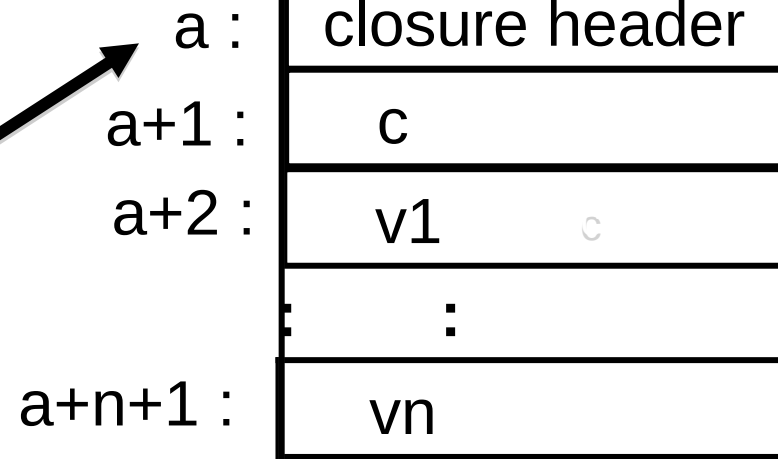 a : closure header
a+1 : c
a+2 : v1 c
: :
a+n+1 : vn